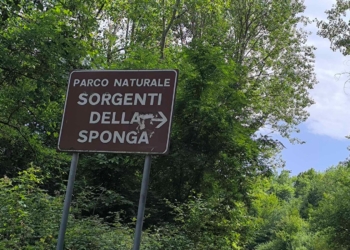 PARCO NATURALE
SORGENTI
DELLA
SPONGA